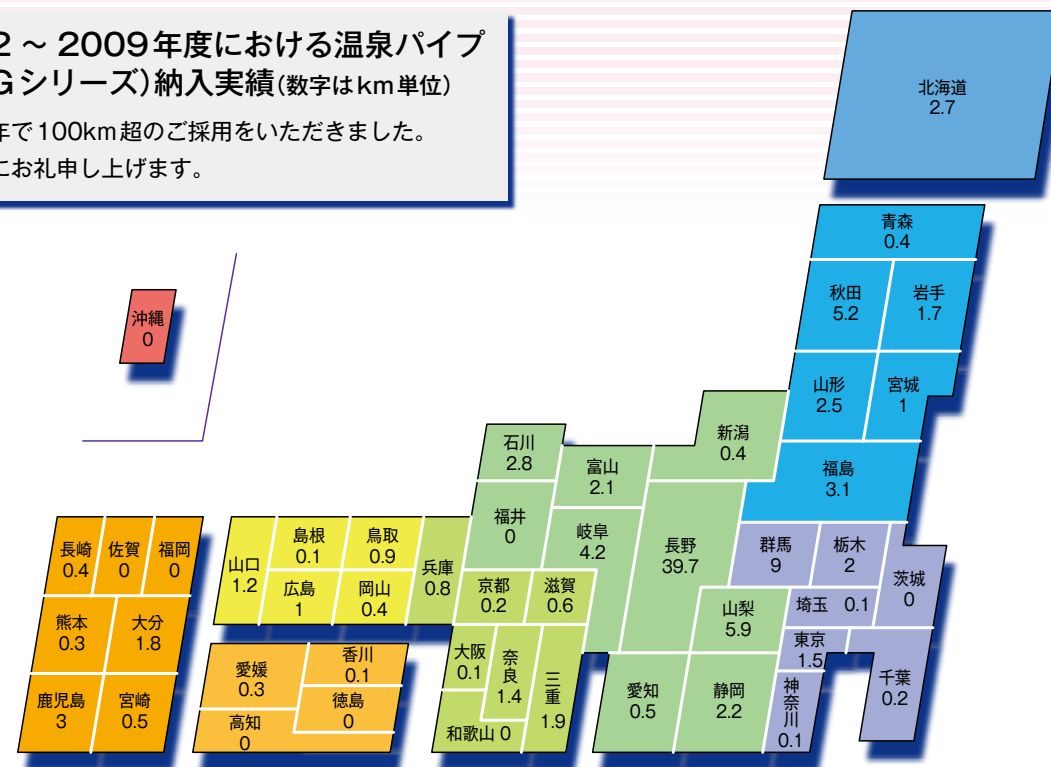 2 ～ 2009年度における温泉パイプ
Gシリーズ)納入実績(数字はkm単位)
年で100km超のご採用をいただきました。
にお礼申し上げます。
北海道
2.7
青森
0.4
秋田
5.2
岩手
1.7
山形
2.5
宮城
1
福島
3.1
沖縄
0
新潟
0.4
石川
2.8
富山
2.1
福井
0
岐阜
4.2
長野
39.7
山梨
5.9
愛知
0.5
静岡
2.2
群馬
9
栃木
2
茨城
0
埼玉 0.1
東京
1.5
神奈川
0.1
千葉
0.2
兵庫
0.8
京都
0.2
滋賀
0.6
大阪
0.1
奈良
1.4
三重
1.9
和歌山 0
山口
1.2
島根
0.1
鳥取
0.9
広島
1
岡山
0.4
愛媛
0.3
香川
0.1
徳島
0
高知
0
長崎
0.4
佐賀
0
福岡
0
熊本
0.3
大分
1.8
鹿児島
3
宮崎
0.5